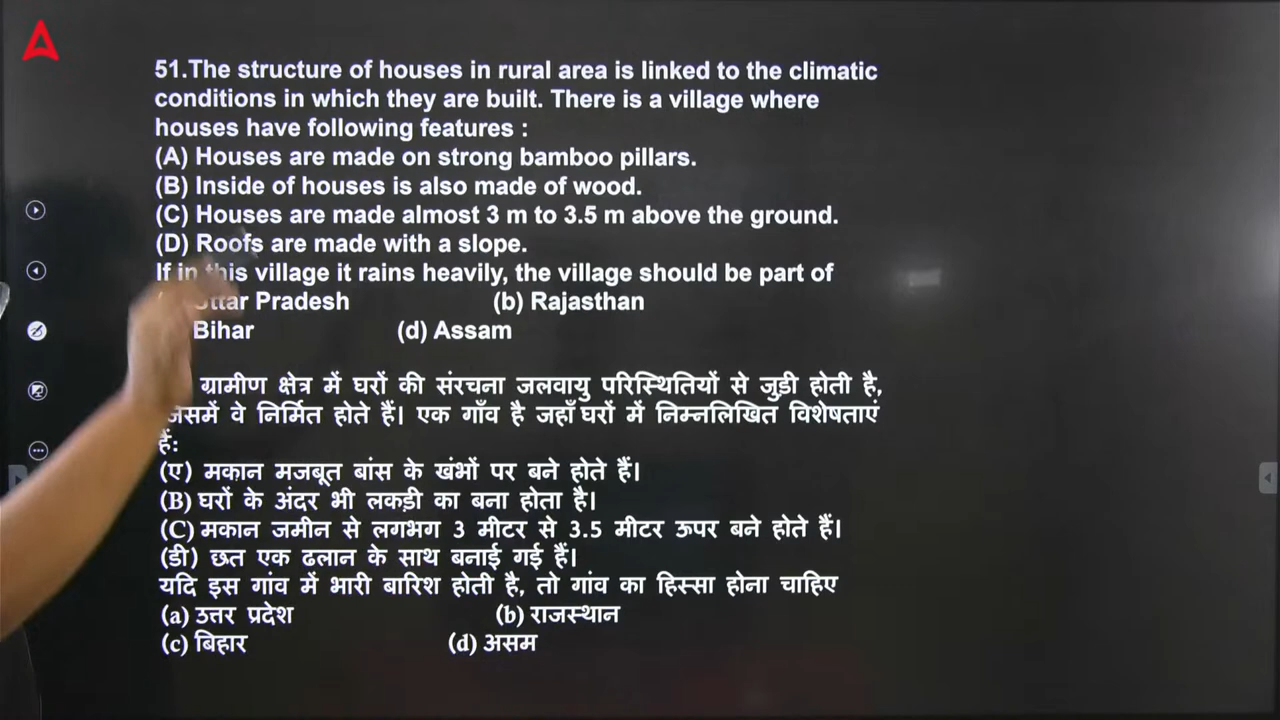 51.The structure of houses in rural area is linked to the climatic
conditions in which they are built. There is a village where
houses have following features :
(A) Houses are made on strong bamboo pillars.
(B) Inside of houses is also made of wood.
(C) Houses are made almost 3 m to 3.5 m above the ground.
(D) Roofs are made with a slope.
If in this village it rains heavily, the village should be part of
Uttar Pradesh (b) Rajasthan
Bihar (d) Assam
ग्रामीण क्षेत्र में घरों की संरचना जलवायु परिस्थितियों से जुड़ी होती है,
जिसमें वे निर्मित होते हैं। एक गाँव है जहाँ घरों में निम्नलिखित विशेषताएं
हैं:
(ए) मकान मजबूत बांस के खंभों पर बने होते हैं।
(B) घरों के अंदर भी लकड़ी का बना होता है।
(C) मकान जमीन से लगभग 3 मीटर से 3.5 मीटर ऊपर बने होते हैं।
(डी) छत एक ढलान के साथ बनाई गई हैं।
यदि इस गांव में भारी बारिश होती है, तो गांव का हिस्सा होना चाहिए
(a) उत्तर प्रदेश (b) राजस्थान
(c) बिहार (d) असम